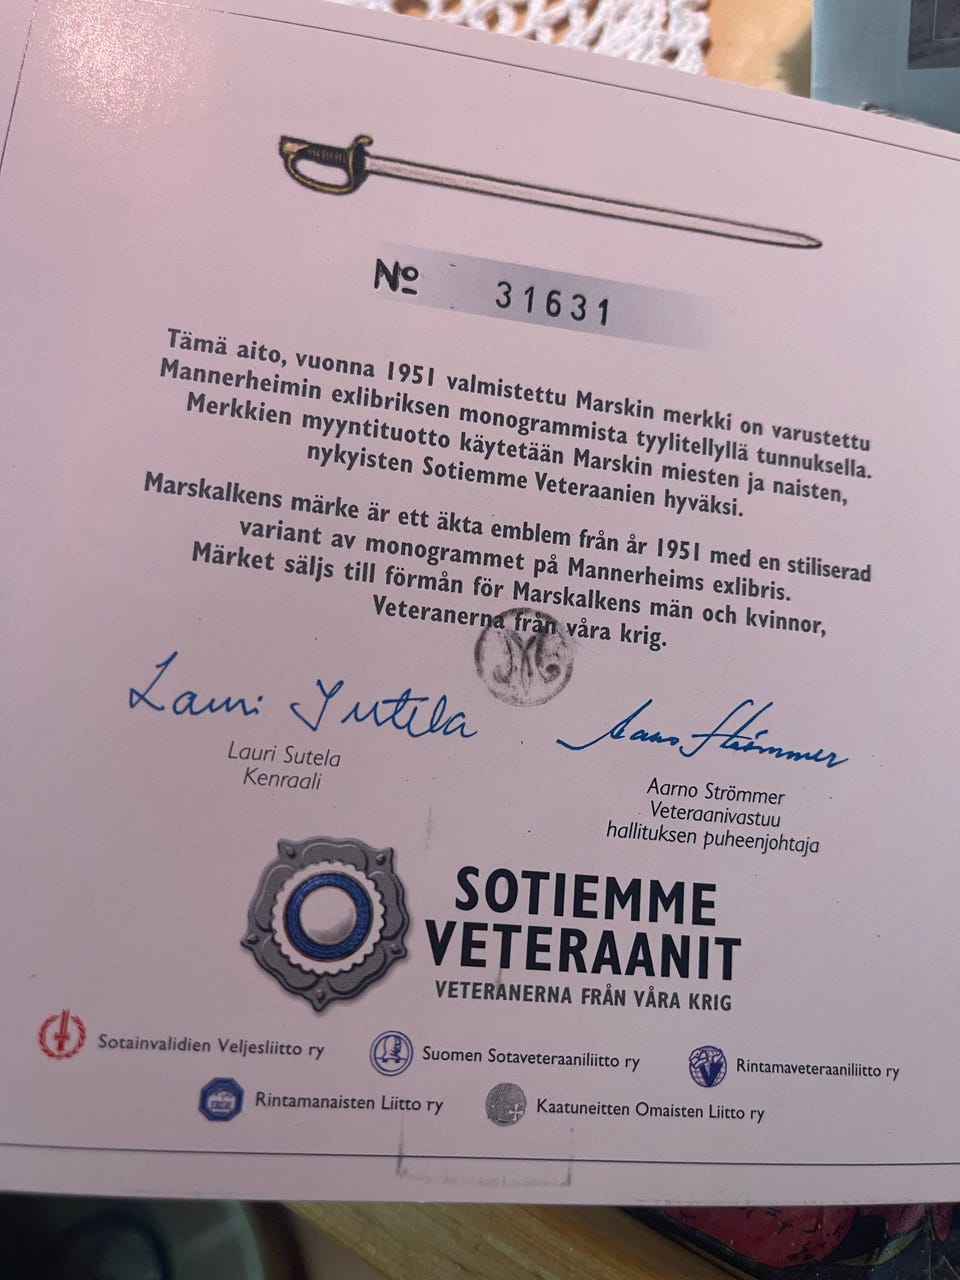 Nº 31631
Tämä aito, vuonna 1951 valmistettu Marskin merkki on varustettu
Mannerheimin exlibriksen monogrammista tyylitellyllä tunnuksella.
Merkkien myyntituotto käytetään Marskin miesten ja naisten,
nykyisten Sotiemme Veteraanien hyväksi.
Marskalkens märke är ett äkta emblem från år 1951 med en stiliserad
variant av monogrammet på Mannerheims exlibris.
Märket säljs till förmån för Marskalkens män och kvinnor,
Veteranerna från våra krig.
Lauri Sutela
Aarno Strömmer
Lauri Sutela
Kenraali
Aarno Strömmer
Veteraanivastuu
hallituksen puheenjohtaja
SOTIEMME
VETERAANIT
VETERANERNA FRÅN VÅRA KRIG
Sotainvalidien Veljesliitto ry
Suomen Sotaveteraaniliitto ry
Rintamaveteraaniliitto ry
Rintamanaisten Liitto ry
Kaatuneitten Omaisten Liitto ry